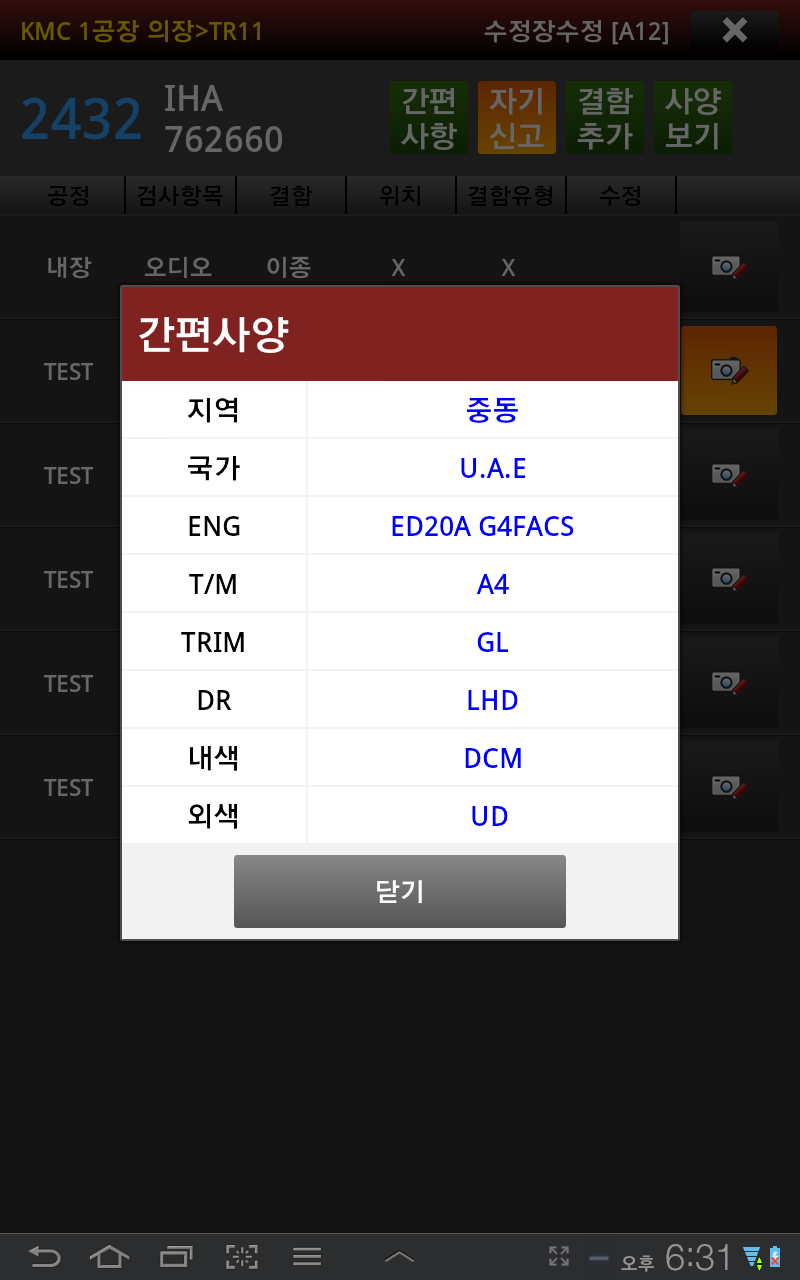 KMC 1공장 의장>TR11 수정장수정 [A12]
2432 IHA 762660
간편사항 자기신고 결함추가 사양보기
공정 검사항목 결함 위치 결함유형 수정
내장 오디오 이종 X X
간편사양
지역 중동
국가 U.A.E
ENG ED20A G4FACS
T/M A4
TRIM GL
DR LHD
내색 DCM
외색 UD
TEST
TEST
TEST
TEST
TEST
닫기
오후 6:31